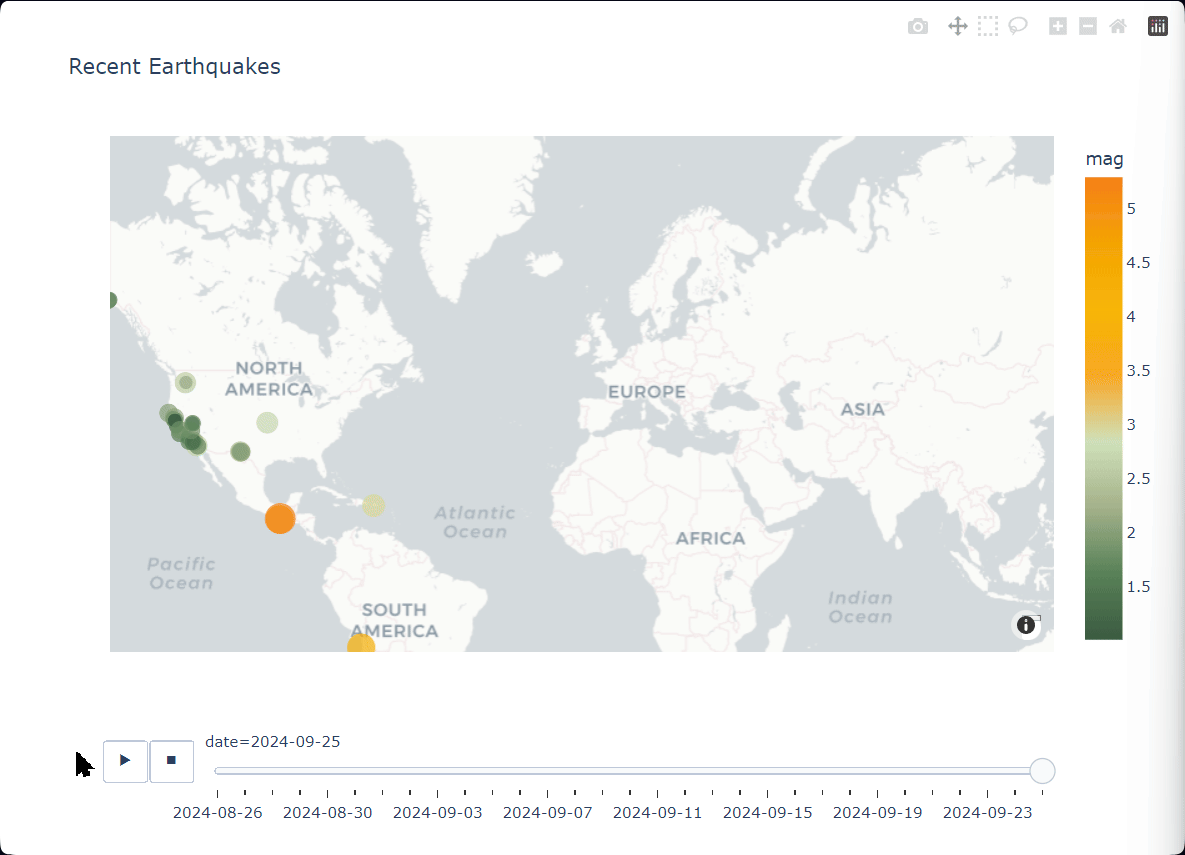 Recent Earthquakes
mag
NORTH
AMERICA
EUROPE
ASIA
Atlantic
Ocean
AFRICA
Pacific
Ocean
SOUTH
AMERICA
Indian
Ocean
5
4.5
4
3.5
3
2.5
2
1.5
date=2024-09-25
2024-08-26 2024-08-30 2024-09-03 2024-09-07 2024-09-11 2024-09-15 2024-09-19 2024-09-23